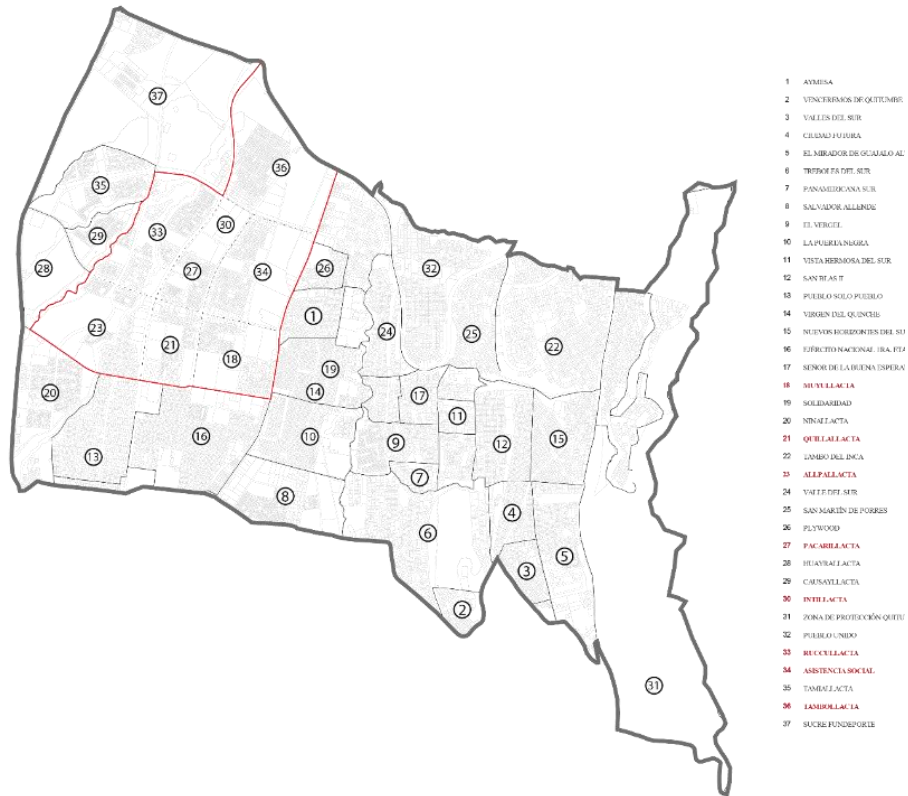 37
36
35
33
30
29
28
27
34
26
32
1
24
25
22
23
21
18
19
20
14
17
11
16
10
9
12
15
13
7
8
6
4
5
3
2
31
1 AYMESA
2 VENCEREMOS DE QUITUMBE
3 VALLES DEL SUR
4 CIUDAD FUTURA
5 EL MIRADOR DE GUAJALO AL
6 TREBOLES DEL SUR
7 PANAMERICANA SUR
8 SALVADOR ALLENDE
9 EL VERGEL
10 LA PUERTA NEGRA
11 VISTA HERMOSA DEL SUR
12 SAN BLAS II
13 PUEBLO SOLO PUEBLO
14 VIRGEN DEL QUINCHE
15 NUEVOS HORIZONTES DEL SU
16 EJÉRCITO NACIONAL 1RA. ETA
17 SEÑOR DE LA BUENA ESPERA
18 MUYULLACTA
19 SOLIDARIDAD
20 NINALLACTA
21 QUILLALLACTA
22 TAMBO DEL INCA
23 ALLPALLACTA
24 VALLE DEL SUR
25 SAN MARTÍN DE PORRES
26 PLYWOOD
27 PACARILLACTA
28 HUAYRALLACTA
29 CAUSAYLLACTA
30 INTILLACTA
31 ZONA DE PROTECCIÓN QUITU
32 PUEBLO UNIDO
33 RUCCULLACTA
34 ASISTENCIA SOCIAL
35 TAMIALLACTA
36 TAMBOLLACTA
37 SUCRE FUNDEPORTE